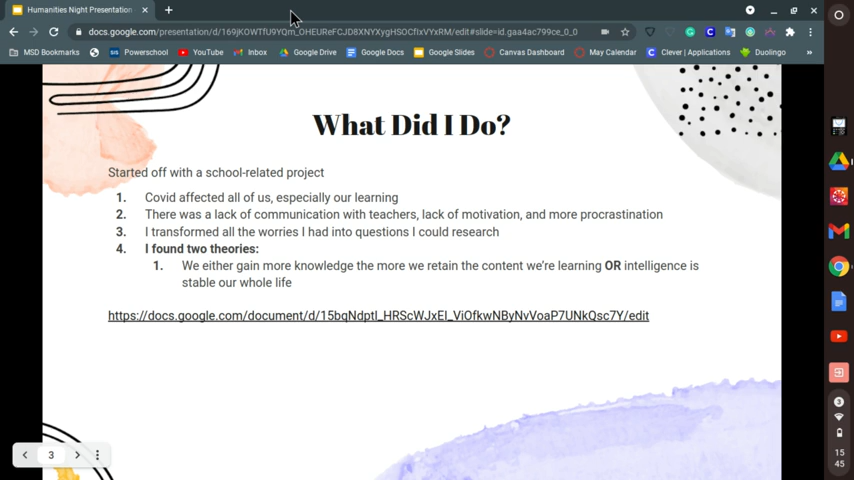 Humanities Night Presentation
docs.google.com/presentation/d/169jKOWTfU9YQm_OHEUReFCJD8XNYXygHSOCfIxVYxRM/edit#slide=id.gaa4ac799ce_0_0
MSD Bookmarks
Powerschool
YouTube
Inbox
Google Drive
Google Docs
Google Slides
Canvas Dashboard
May Calendar
Clever | Applications
Duolingo
What Did I Do?
Started off with a school-related project
1. Covid affected all of us, especially our learning
2. There was a lack of communication with teachers, lack of motivation, and more procrastination
3. I transformed all the worries I had into questions I could research
4. I found two theories:
1. We either gain more knowledge the more we retain the content we're learning OR intelligence is
stable our whole life
https://docs.google.com/document/d/15bqNdptI_HRScWJxEI_ViOfkwNByNvVoaP7UNkQsc7Y/edit
3
3
15
45